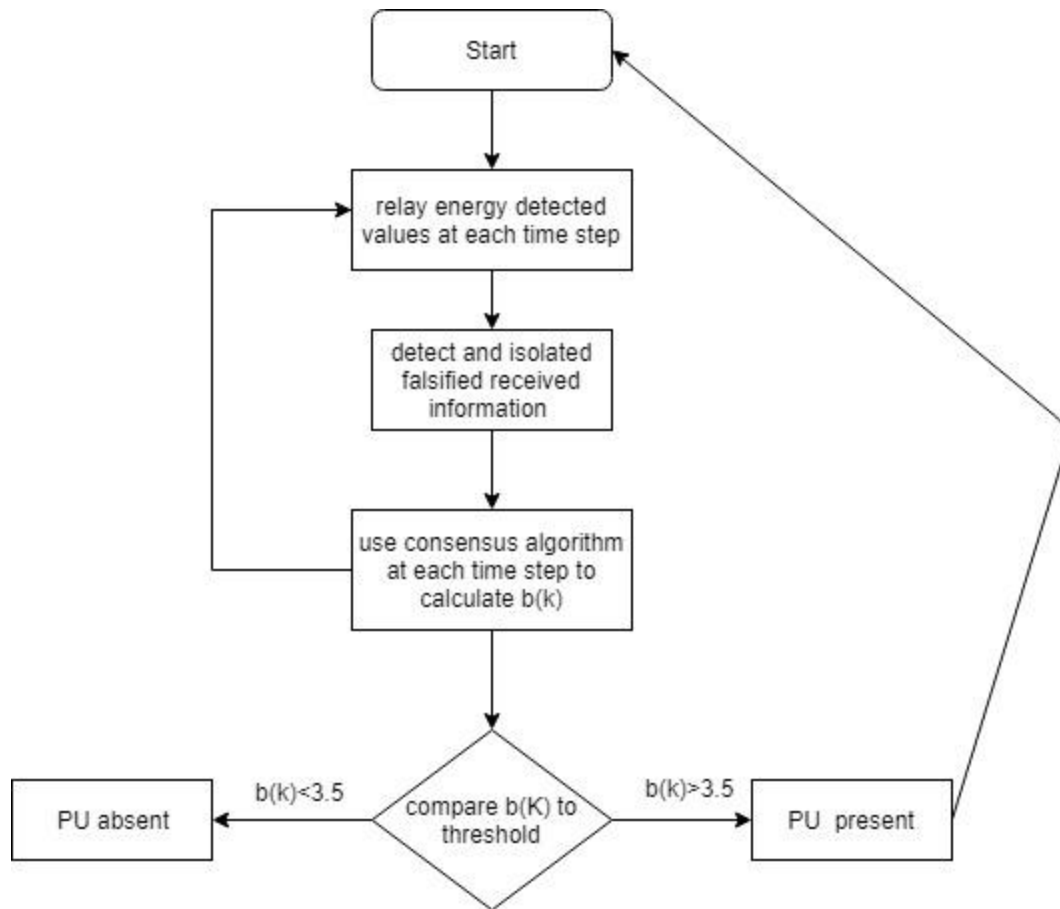 Start
relay energy detected
values at each time step
detect and isolated
falsified received
information
use consensus algorithm
at each time step to
calculate b(k)
b(k)<3.5
b(k)>3.5
PU absent
compare b(K) to
threshold
PU  present